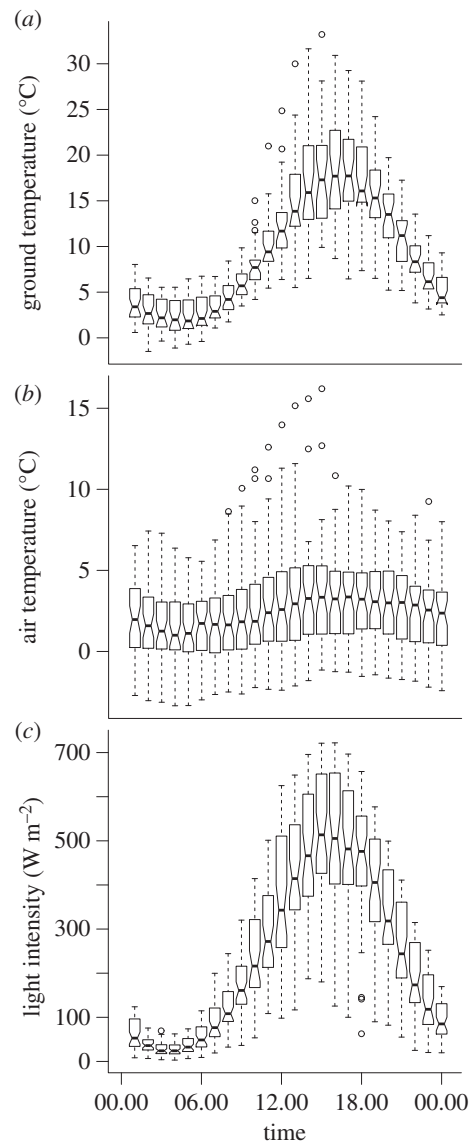 (a)
30
25
20
15
10
5
0
ground temperature (°C)
(b)
15
10
5
0
air temperature (°C)
(c)
700
500
300
100
0
light intensity (W m–2)
00.00 06.00 12.00 18.00 00.00
time